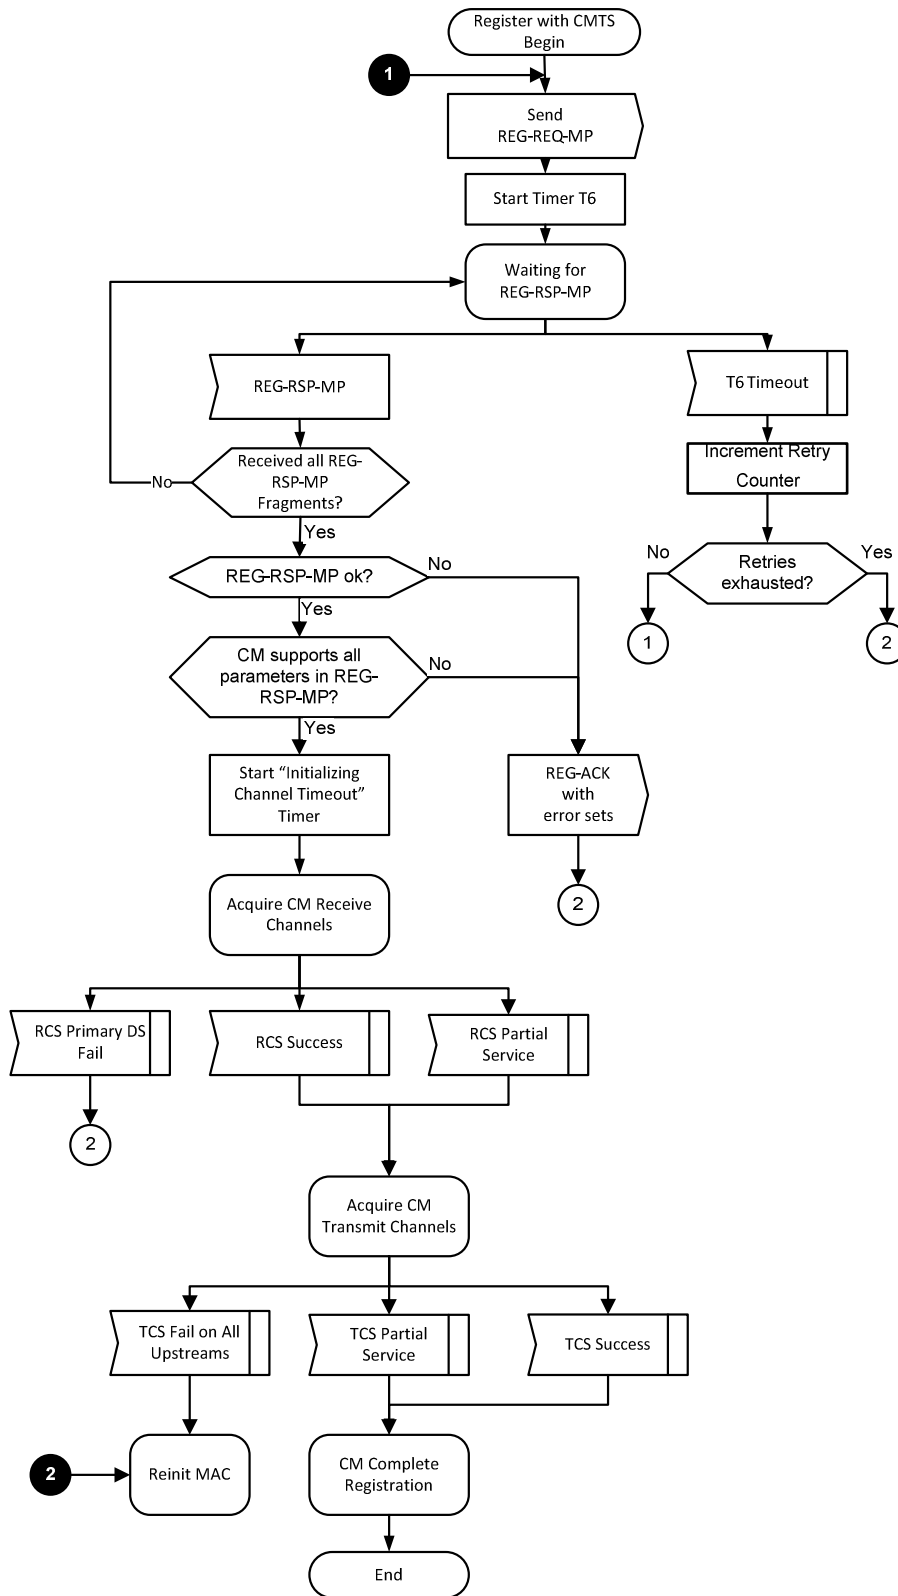 Register with CMTS
Begin
1
Send
REG-REQ-MP
Start Timer T6
Waiting for
REG-RSP-MP
REG-RSP-MP
T6 Timeout
Received all REG-
RSP-MP
Fragments?
No
Yes
Increment Retry
Counter
REG-RSP-MP ok?
No
Yes
Retries
exhausted?
No
Yes
1
2
CM supports all
parameters in REG-
RSP-MP?
No
Yes
Start “Initializing
Channel Timeout”
Timer
REG-ACK
with
error sets
2
Acquire CM Receive
Channels
RCS Primary DS
Fail
RCS Success
RCS Partial
Service
2
Acquire CM
Transmit Channels
TCS Fail on All
Upstreams
TCS Partial
Service
TCS Success
2
Reinit MAC
CM Complete
Registration
End